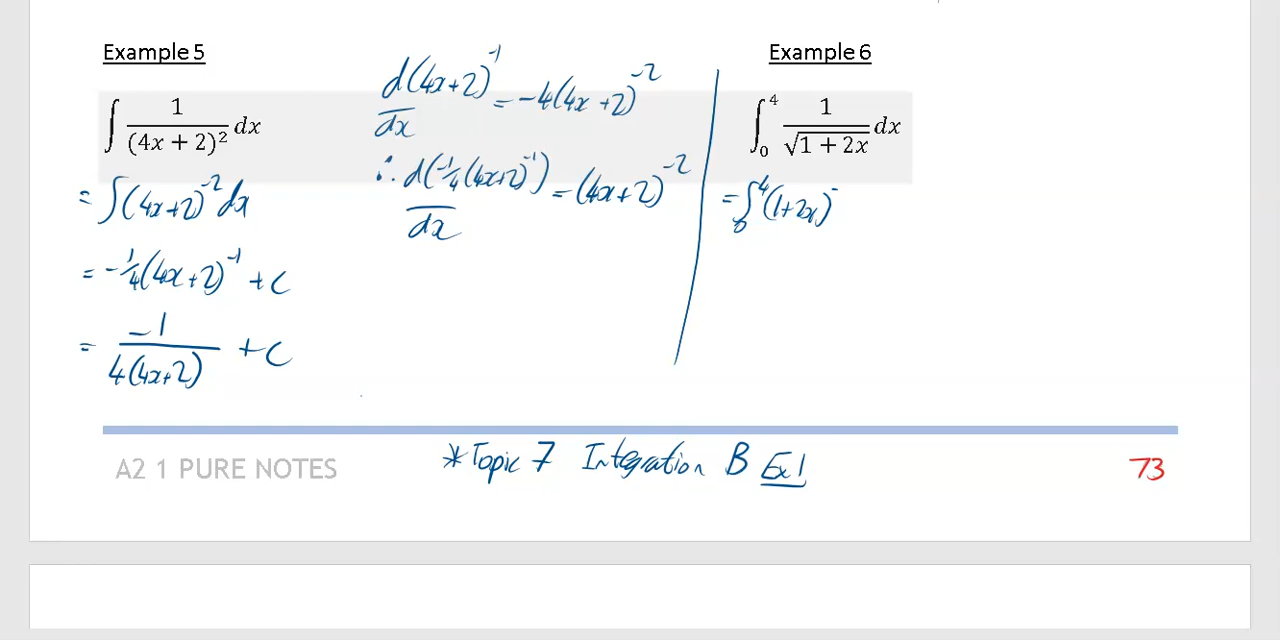 Example 5
∫ 1/(4x + 2)² dx
= ∫(4x+2)⁻² dx
= -¼(4x+2)⁻¹ + c
= -1/4(4x+2) + c
d(4x+2)⁻¹/dx = -4(4x+2)⁻²
∴ d(-¼(4x+2)⁻¹)/dx = (4x+2)⁻²
Example 6
∫₀⁴ 1/√(1 + 2x) dx
= ∫₀⁴ (1+2x)⁻
A2 1 PURE NOTES
*Topic 7 Integration B Ex1
73